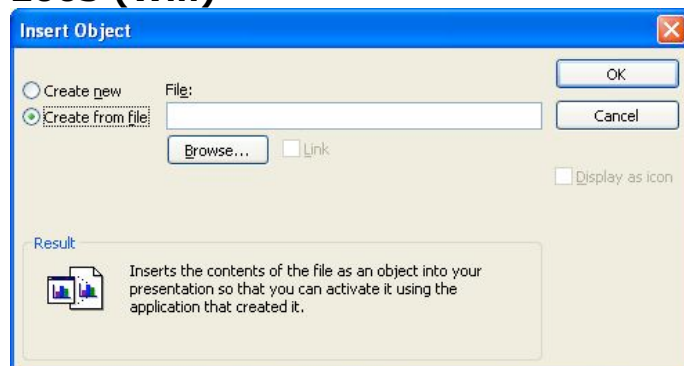 Insert Object
OK
Create new
File:
Create from file
Cancel
Browse...
Link
Display as icon
Result
Inserts the contents of the file as an object into your
presentation so that you can activate it using the
application that created it.